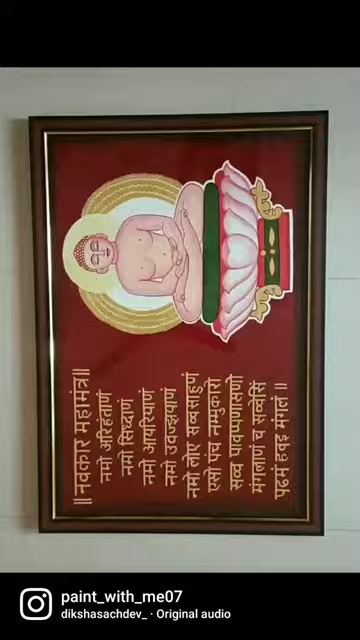 ॥नवकार महामंत्र॥
नमो अरिहंताणं
नमो सिद्धाणं
नमो आयरियाणं
नमो उवज्झायाणं
नमो लोए सव्वसाहुणं
एसो पंच नमुक्कारो
सव्व पावप्पणासणो
मंगलाणं च सव्वेसिं
पढमं हवइ मंगलं॥
paint_with_me07
dikshasachdev_ · Original audio